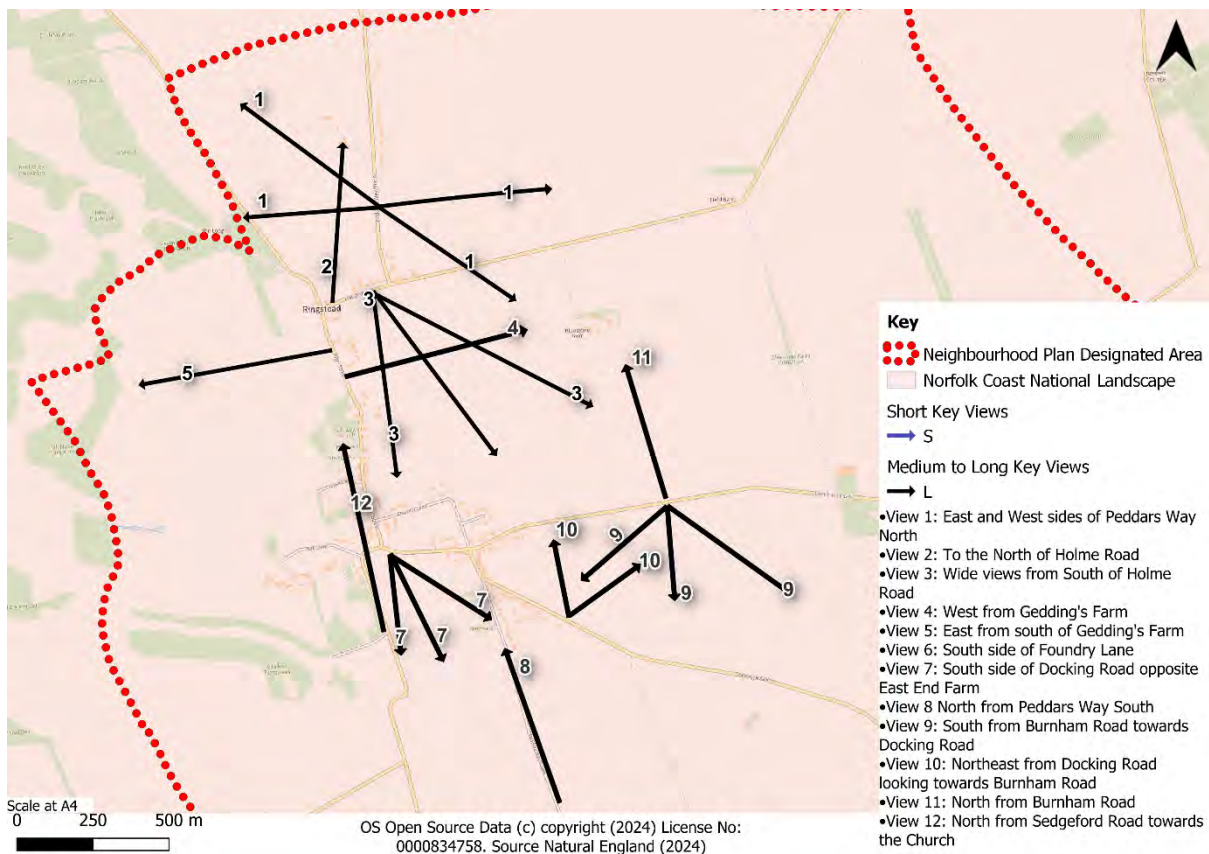 1
1
1
2
1
Ringstead
3
4
5
11
3
3
12
10
9
10
9
9
7
7
7
8
Key
Neighbourhood Plan Designated Area
Norfolk Coast National Landscape
Short Key Views
S
Medium to Long Key Views
L
•View 1: East and West sides of Peddars Way
North
•View 2: To the North of Holme Road
•View 3: Wide views from South of Holme
Road
•View 4: West from Gedding's Farm
•View 5: East from south of Gedding's Farm
•View 6: South side of Foundry Lane
•View 7: South side of Docking Road opposite
East End Farm
•View 8 North from Peddars Way South
•View 9: South from Burnham Road towards
Docking Road
•View 10: Northeast from Docking Road
looking towards Burnham Road
•View 11: North from Burnham Road
•View 12: North from Sedgeford Road towards
the Church
Scale at A4
0 250 500 m
OS Open Source Data (c) copyright (2024) License No:
0000834758. Source Natural England (2024)